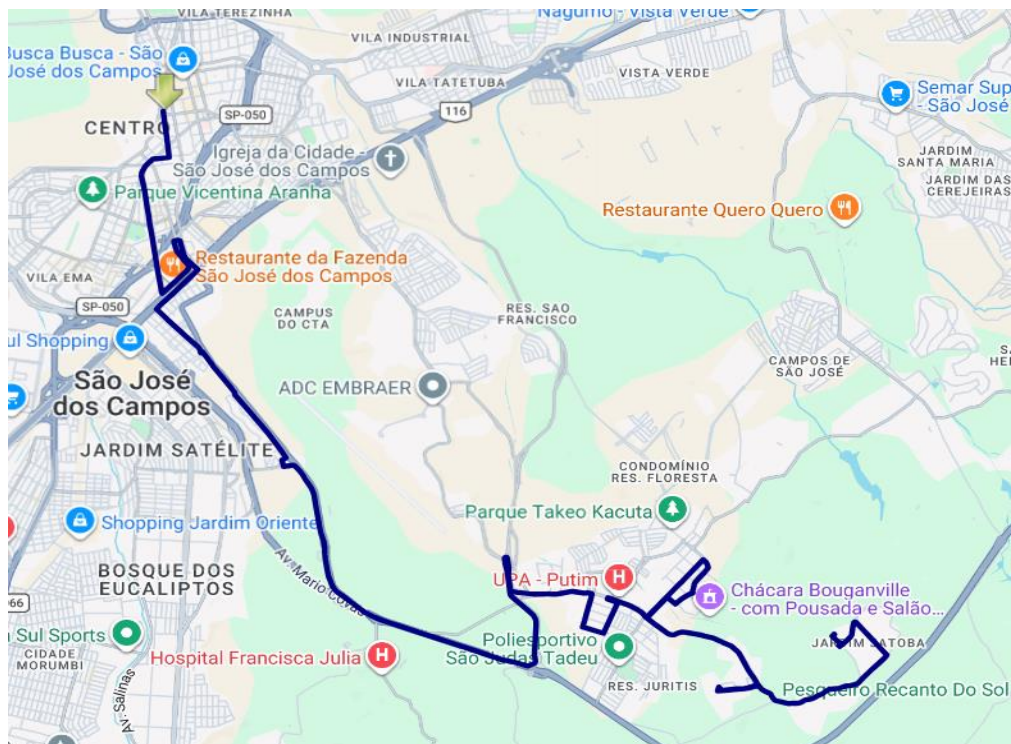 VILA TEREZINHA
Nagumo - Vista Verde
VILA INDUSTRIAL
Busca Busca - São
José dos Campos
VILA TATETUBA
VISTA VERDE
Semar Sup
- São José
SP-050
116
CENTRO
Igreja da Cidade -
São José dos Campos
JARDIM
SANTA MARIA
JARDIM DAS
CEREJEIRAS
Parque Vicentina Aranha
Restaurante Quero Quero
Restaurante da Fazenda
São José dos Campos
VILA EMA
SP-050
CAMPUS
DO CTA
RES. SAO
FRANCISCO
ul Shopping
CAMPOS DE
SÃO JOSÉ
São José
dos Campos
ADC EMBRAER
JARDIM SATÉLITE
CONDOMÍNIO
RES. FLORESTA
Parque Takeo Kacuta
Shopping Jardim Oriente
BOSQUE DOS
EUCALIPTOS
Av. Mario Covas
UPA - Putim
H
Chácara Bouganville
- com Pousada e Salão...
066
Sul Sports
CIDADE
MORUMBI
Hospital Francisca Julia
H
Poliesportivo
São Judas Tadeu
JARDIM JATOBA
RES. JURITIS
Pesqueiro Recanto Do Sol
Av. Salinas